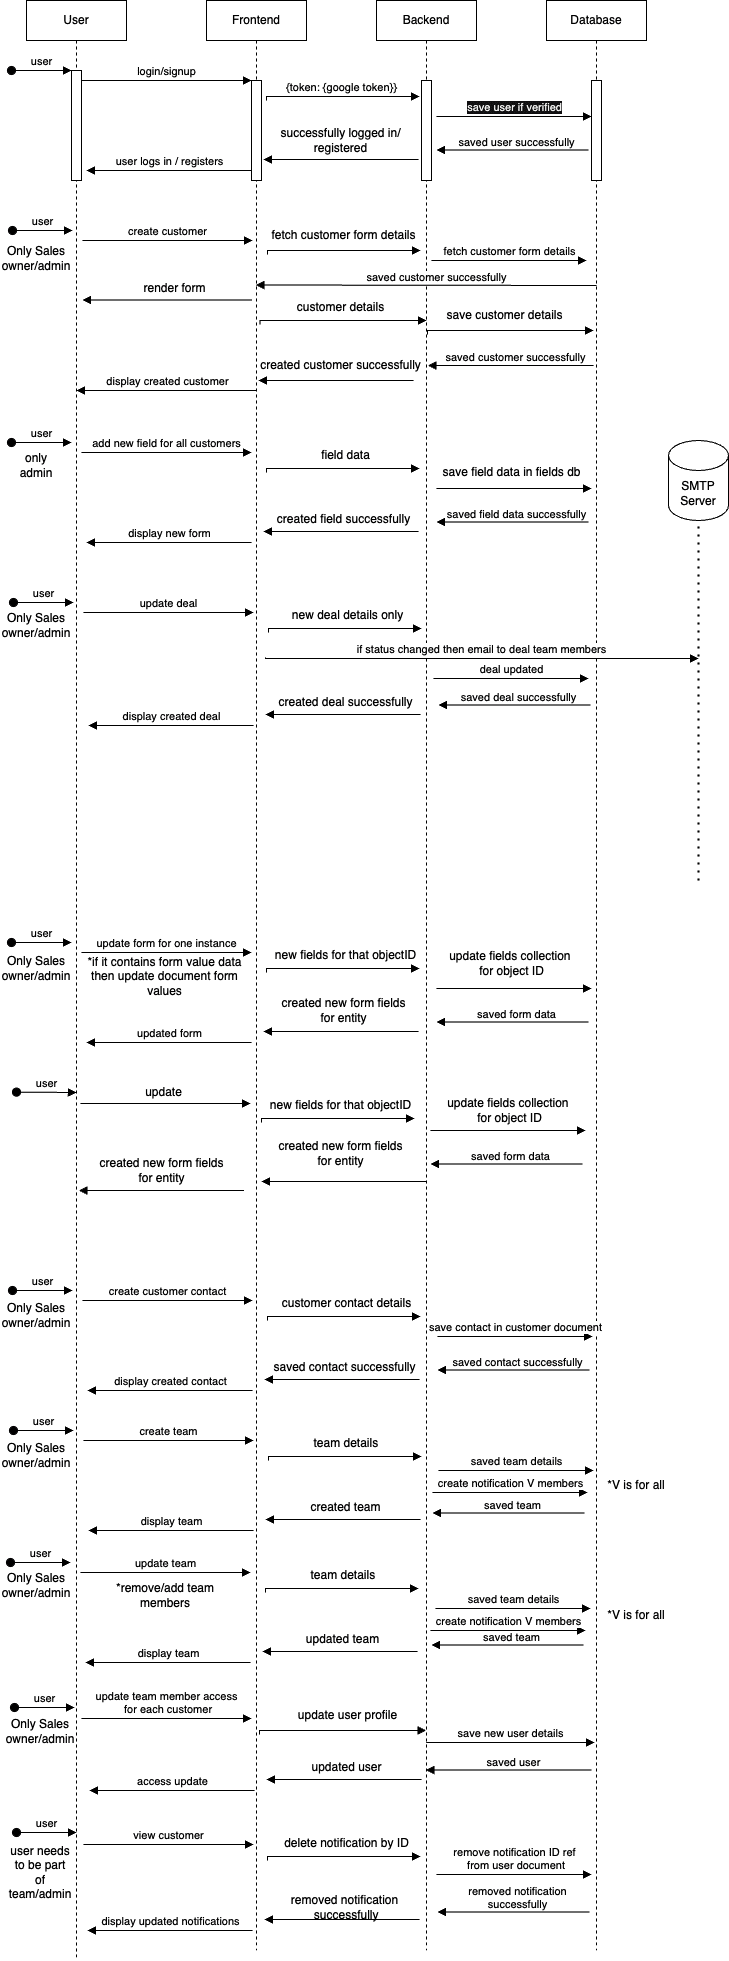 User
Frontend
Backend
Database
user
login/signup
{token: {google token}}
save user if verified
successfully logged in/
registered
saved user successfully
user logs in / registers
user
Only Sales
owner/admin
create customer
fetch customer form details
fetch customer form details
saved customer successfully
render form
customer details
save customer details
saved customer successfully
created customer successfully
display created customer
user
only
admin
add new field for all customers
field data
save field data in fields db
SMTP
Server
saved field data successfully
created field successfully
display new form
user
Only Sales
owner/admin
update deal
new deal details only
if status changed then email to deal team members
deal updated
saved deal successfully
created deal successfully
display created deal
user
Only Sales
owner/admin
update form for one instance
*if it contains form value data
then update document form
values
new fields for that objectID
update fields collection
for object ID
created new form fields
for entity
saved form data
updated form
user
update
new fields for that objectID
update fields collection
for object ID
created new form fields
for entity
saved form data
created new form fields
for entity
user
Only Sales
owner/admin
create customer contact
customer contact details
save contact in customer document
saved contact successfully
saved contact successfully
display created contact
user
Only Sales
owner/admin
create team
team details
saved team details
create notification V members
*V is for all
saved team
created team
display team
user
Only Sales
owner/admin
update team
*remove/add team
members
team details
saved team details
create notification V members
*V is for all
saved team
updated team
display team
user
Only Sales
owner/admin
update team member access
for each customer
update user profile
save new user details
saved user
updated user
access update
user
user needs
to be part
of
team/admin
view customer
delete notification by ID
remove notification ID ref
from user document
removed notification
successfully
removed notification
successfully
display updated notifications